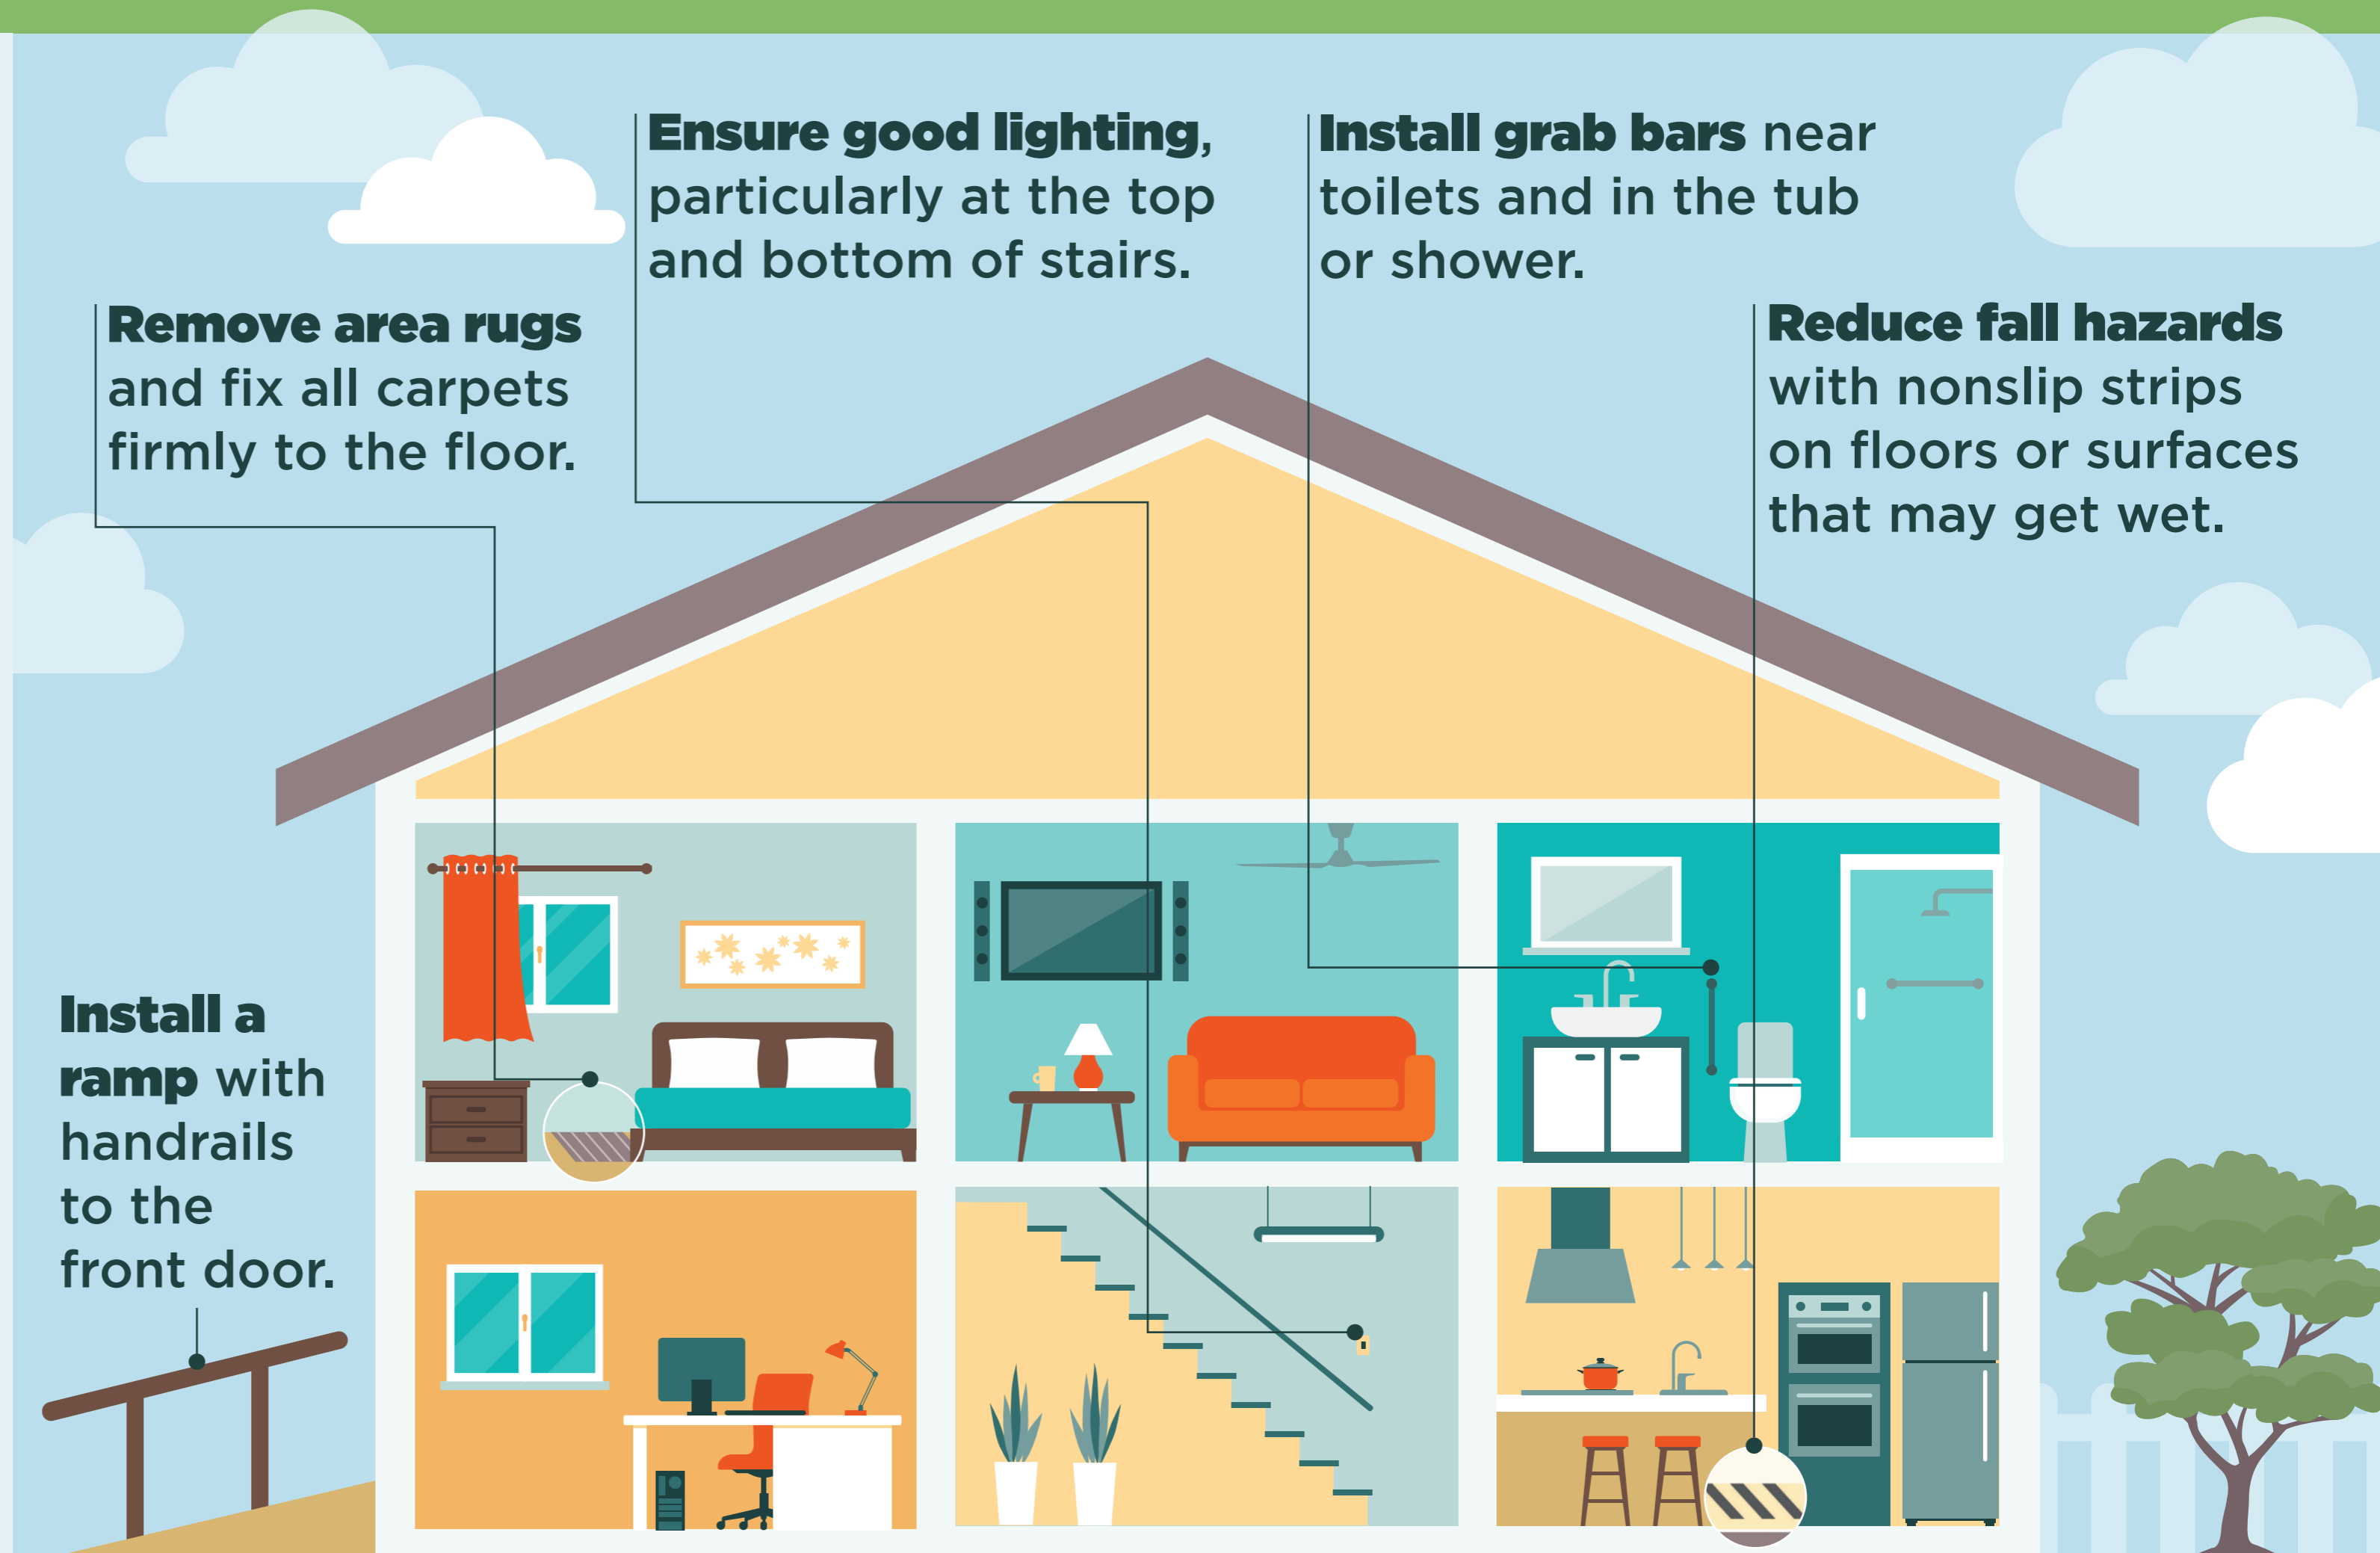 Ensure good lighting,
particularly at the top
and bottom of stairs.
Install grab bars near
toilets and in the tub
or shower.
Remove area rugs
and fix all carpets
firmly to the floor.
Reduce fall hazards
with nonslip strips
on floors or surfaces
that may get wet.
Install a
ramp with
handrails
to the
front door.